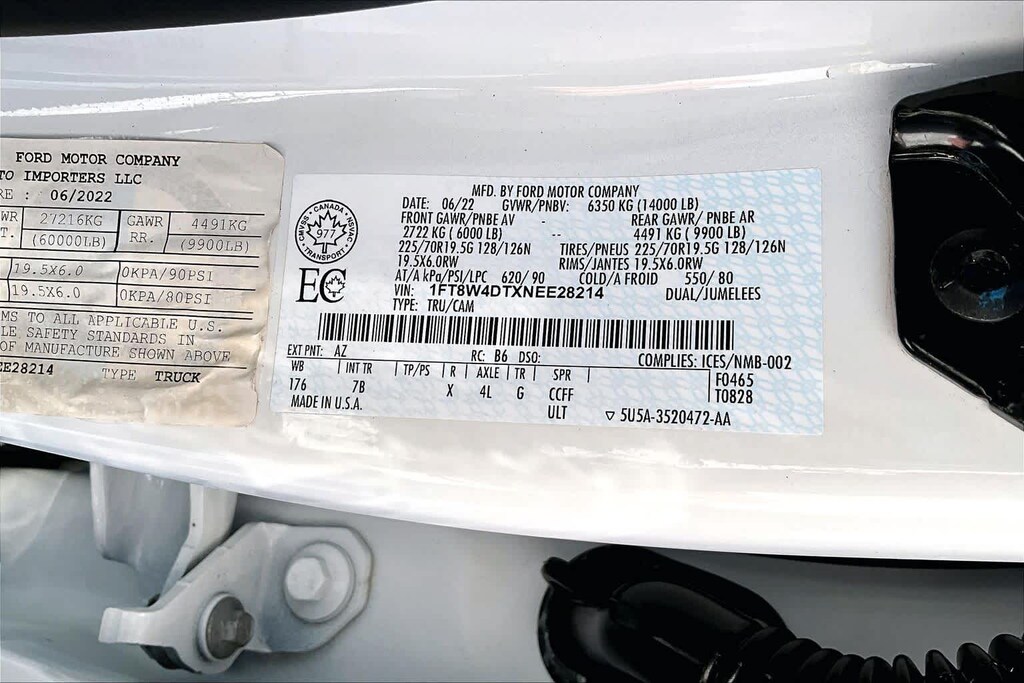 FORD MOTOR COMPANY
TO IMPORTERS LLC
RE : 06/2022
WR 27216KG GAWR 4491KG
T. (60000LB) RR. (9900LB)
19.5X6.0 0KPA/90PSI
19.5X6.0 0KPA/80PSI
MS TO ALL APPLICABLE U.S.
LE SAFETY STANDARDS IN
OF MANUFACTURE SHOWN ABOVE
EE28214 TYPE TRUCK
MFD. BY FORD MOTOR COMPANY
DATE: 06/22 GVWR/PNBV: 6350 KG (14000 LB)
FRONT GAWR/PNBE AV - REAR GAWR/ PNBE AR
2722 KG ( 6000 LB) -- 4491 KG ( 9900 LB)
225/70R19.5G 128/126N TIRES/PNEUS 225/70R19.5G 128/126N
19.5X6.0RW RIMS/JANTES 19.5X6.0RW
AT/A kPa/PSI/LPC 620/ 90 COLD/A FROID 550/ 80
VIN: 1FT8W4DTXNEE28214 DUAL/JUMELEES
TYPE: TRU/CAM
CANADA
CMVSS NSVAC
977
TRANSPORT
EC
EXT PNT: AZ RC: B6 DSO: COMPLIES: ICES/NMB-002
WB INT TR TP/PS R AXLE TR SPR F0465
176 7B X 4L G CCFF T0828
MADE IN U.S.A. ULT ▽ 5U5A-3520472-AA